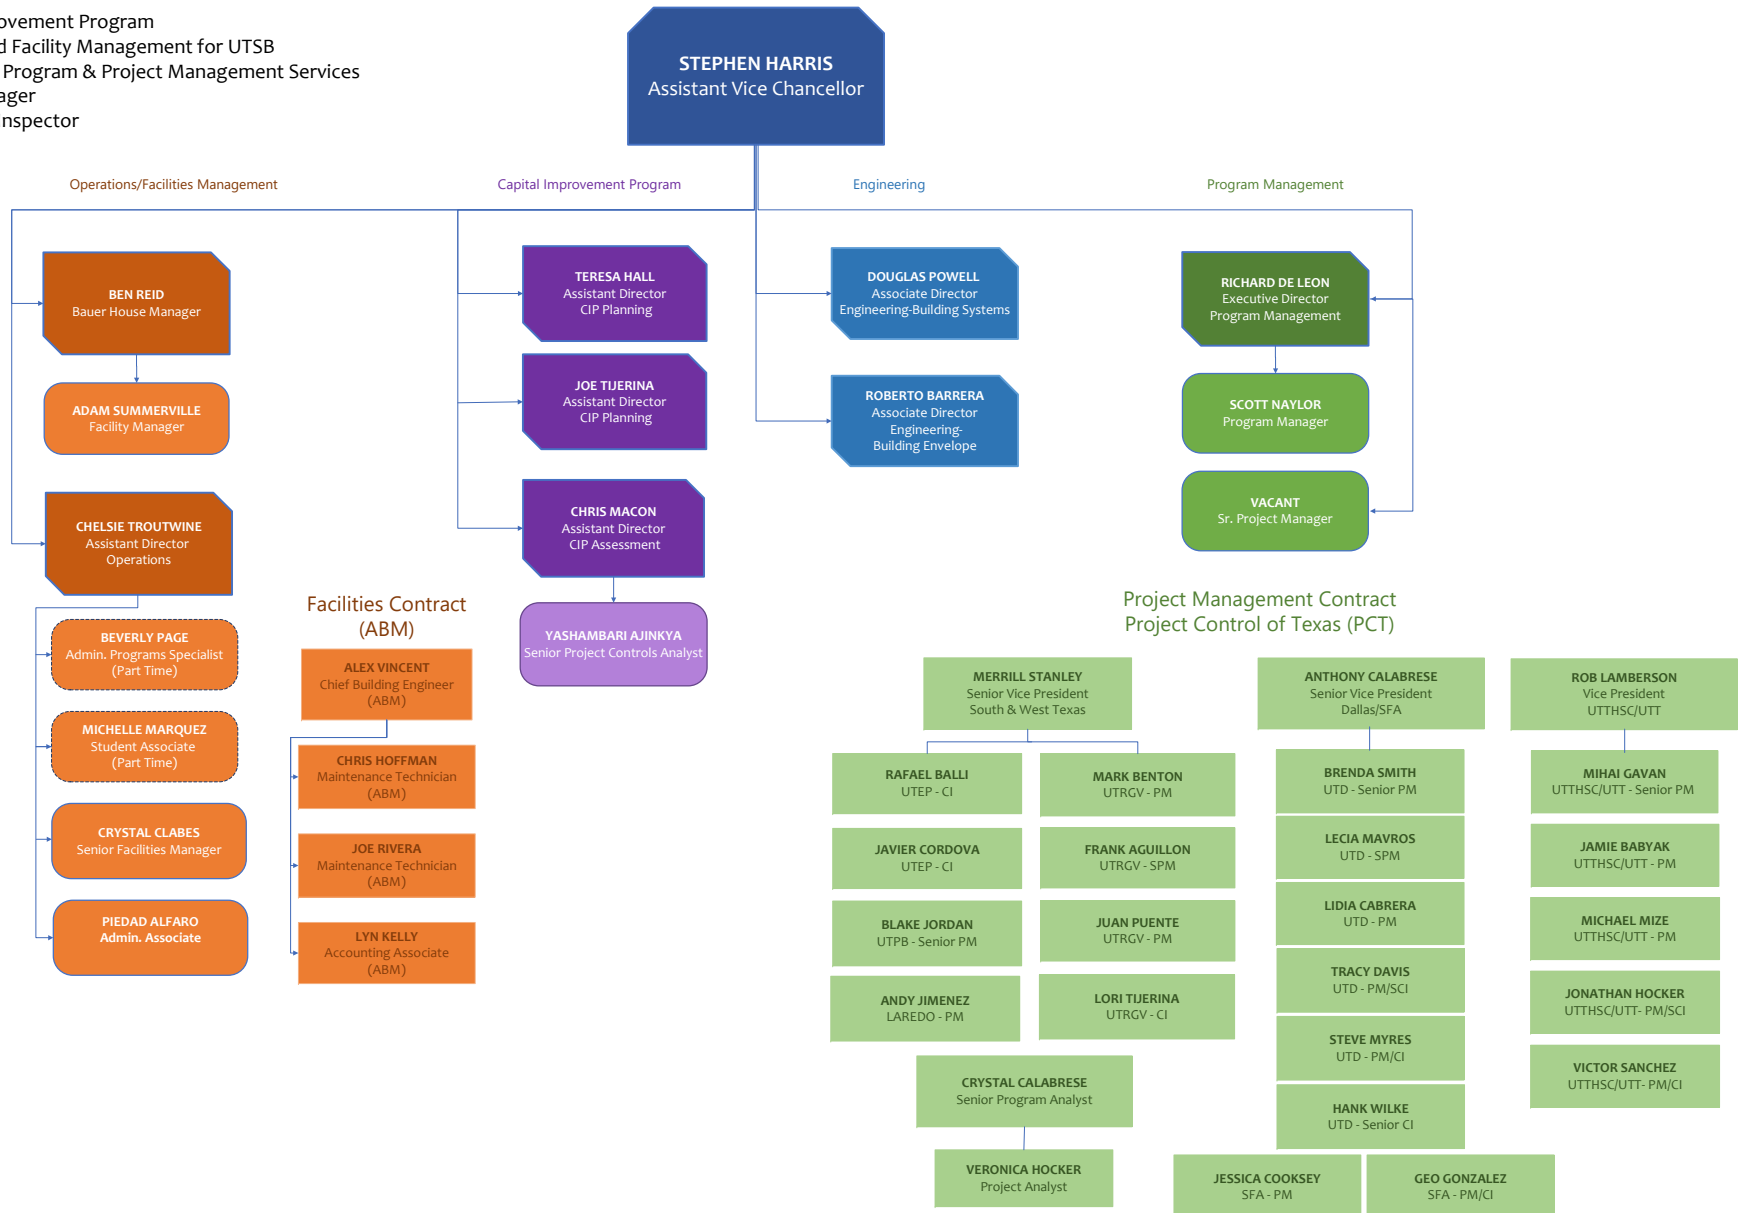 d Facility Management for UTSB
Program & Project Management Services
STEPHEN HARRIS
Assistant Vice Chancellor
Operations/Facilities Management
Capital Improvement Program
Engineering
Program Management
BEN REID
Bauer House Manager
ADAM SUMMERVILLE
Facility Manager
CHELSIE TROUTWINE
Assistant Director
Operations
BEVERLY PAGE
Admin. Programs Specialist
(Part Time)
MICHELLE MARQUEZ
Student Associate
(Part Time)
CRYSTAL CLABES
Senior Facilities Manager
PIEDAD ALFARO
Admin. Associate
Facilities Contract
(ABM)
ALEX VINCENT
Chief Building Engineer
(ABM)
CHRIS HOFFMAN
Maintenance Technician
(ABM)
JOE RIVERA
Maintenance Technician
(ABM)
LYN KELLY
Accounting Associate
(ABM)
TERESA HALL
Assistant Director
CIP Planning
JOE TIJERINA
Assistant Director
CIP Planning
CHRIS MACON
Assistant Director
CIP Assessment
YASHAMBARI AJINKYA
Senior Project Controls Analyst
DOUGLAS POWELL
Associate Director
Engineering-Building Systems
ROBERTO BARRERA
Associate Director
Engineering-
Building Envelope
RICHARD DE LEON
Executive Director
Program Management
SCOTT NAYLOR
Program Manager
VACANT
Sr. Project Manager
Project Management Contract
Project Control of Texas (PCT)
MERRILL STANLEY
Senior Vice President
South & West Texas
RAFAEL BALLI
UTEP - CI
MARK BENTON
UTRGV - PM
JAVIER CORDOVA
UTEP - CI
FRANK AGUILLON
UTRGV - SPM
BLAKE JORDAN
UTPB - Senior PM
JUAN PUENTE
UTRGV - PM
ANDY JIMENEZ
LAREDO - PM
LORI TIJERINA
UTRGV - CI
CRYSTAL CALABRESE
Senior Program Analyst
VERONICA HOCKER
Project Analyst
ANTHONY CALABRESE
Senior Vice President
Dallas/SFA
BRENDA SMITH
UTD - Senior PM
LECIA MAVROS
UTD - SPM
LIDIA CABRERA
UTD - PM
TRACY DAVIS
UTD - PM/SCI
STEVE MYRES
UTD - PM/CI
HANK WILKE
UTD - Senior CI
JESSICA COOKSEY
SFA - PM
GEO GONZALEZ
SFA - PM/CI
ROB LAMBERSON
Vice President
UTTHSC/UTT
MIHAI GAVAN
UTTHSC/UTT - Senior PM
JAMIE BABYAK
UTTHSC/UTT - PM
MICHAEL MIZE
UTTHSC/UTT - PM
JONATHAN HOCKER
UTTHSC/UTT- PM/SCI
VICTOR SANCHEZ
UTTHSC/UTT- PM/CI